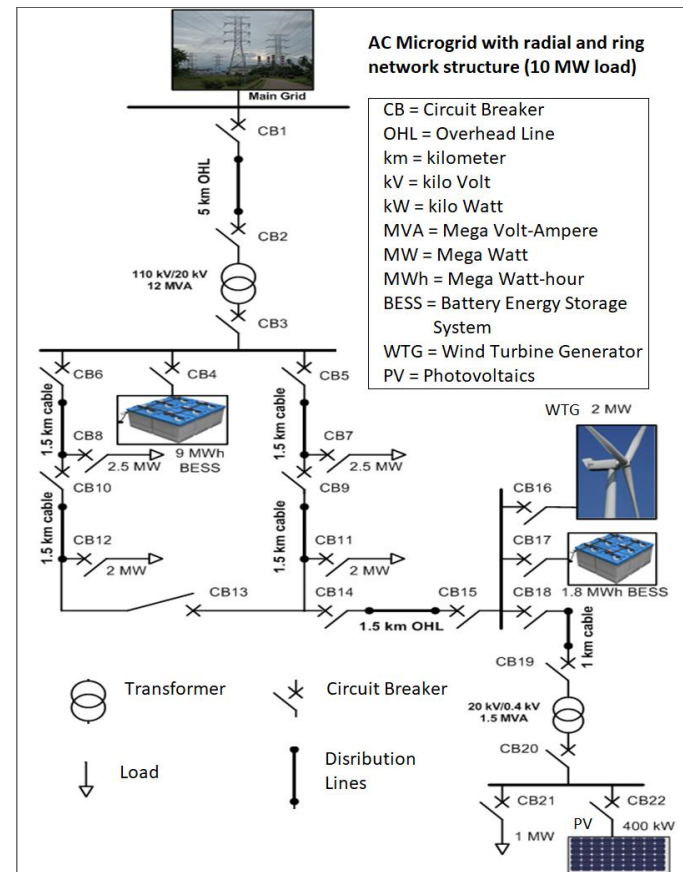 AC Microgrid with radial and ring
network structure (10 MW load)
Main Grid
CB = Circuit Breaker
OHL = Overhead Line
km = kilometer
kV = kilo Volt
kW = kilo Watt
MVA = Mega Volt-Ampere
MW = Mega Watt
MWh = Mega Watt-hour
BESS = Battery Energy Storage
System
WTG = Wind Turbine Generator
PV = Photovoltaics
CB1
5 km OHL
CB2
110 kV/20 kV
12 MVA
CB3
CB6
CB4
CB5
1.5 km cable
1.5 km cable
CB8
2.5 MW
9 MWh
BESS
CB7
2.5 MW
CB10
CB9
1.5 km cable
1.5 km cable
CB12
2 MW
CB11
2 MW
CB13
CB14
1.5 km OHL
CB15
WTG 2 MW
CB16
CB17
1.8 MWh BESS
CB18
1 km cable
CB19
20 kV/0.4 kV
1.5 MVA
CB20
CB21
CB22
1 MW
PV
400 kW
Transformer
Circuit Breaker
Load
Disribution
Lines